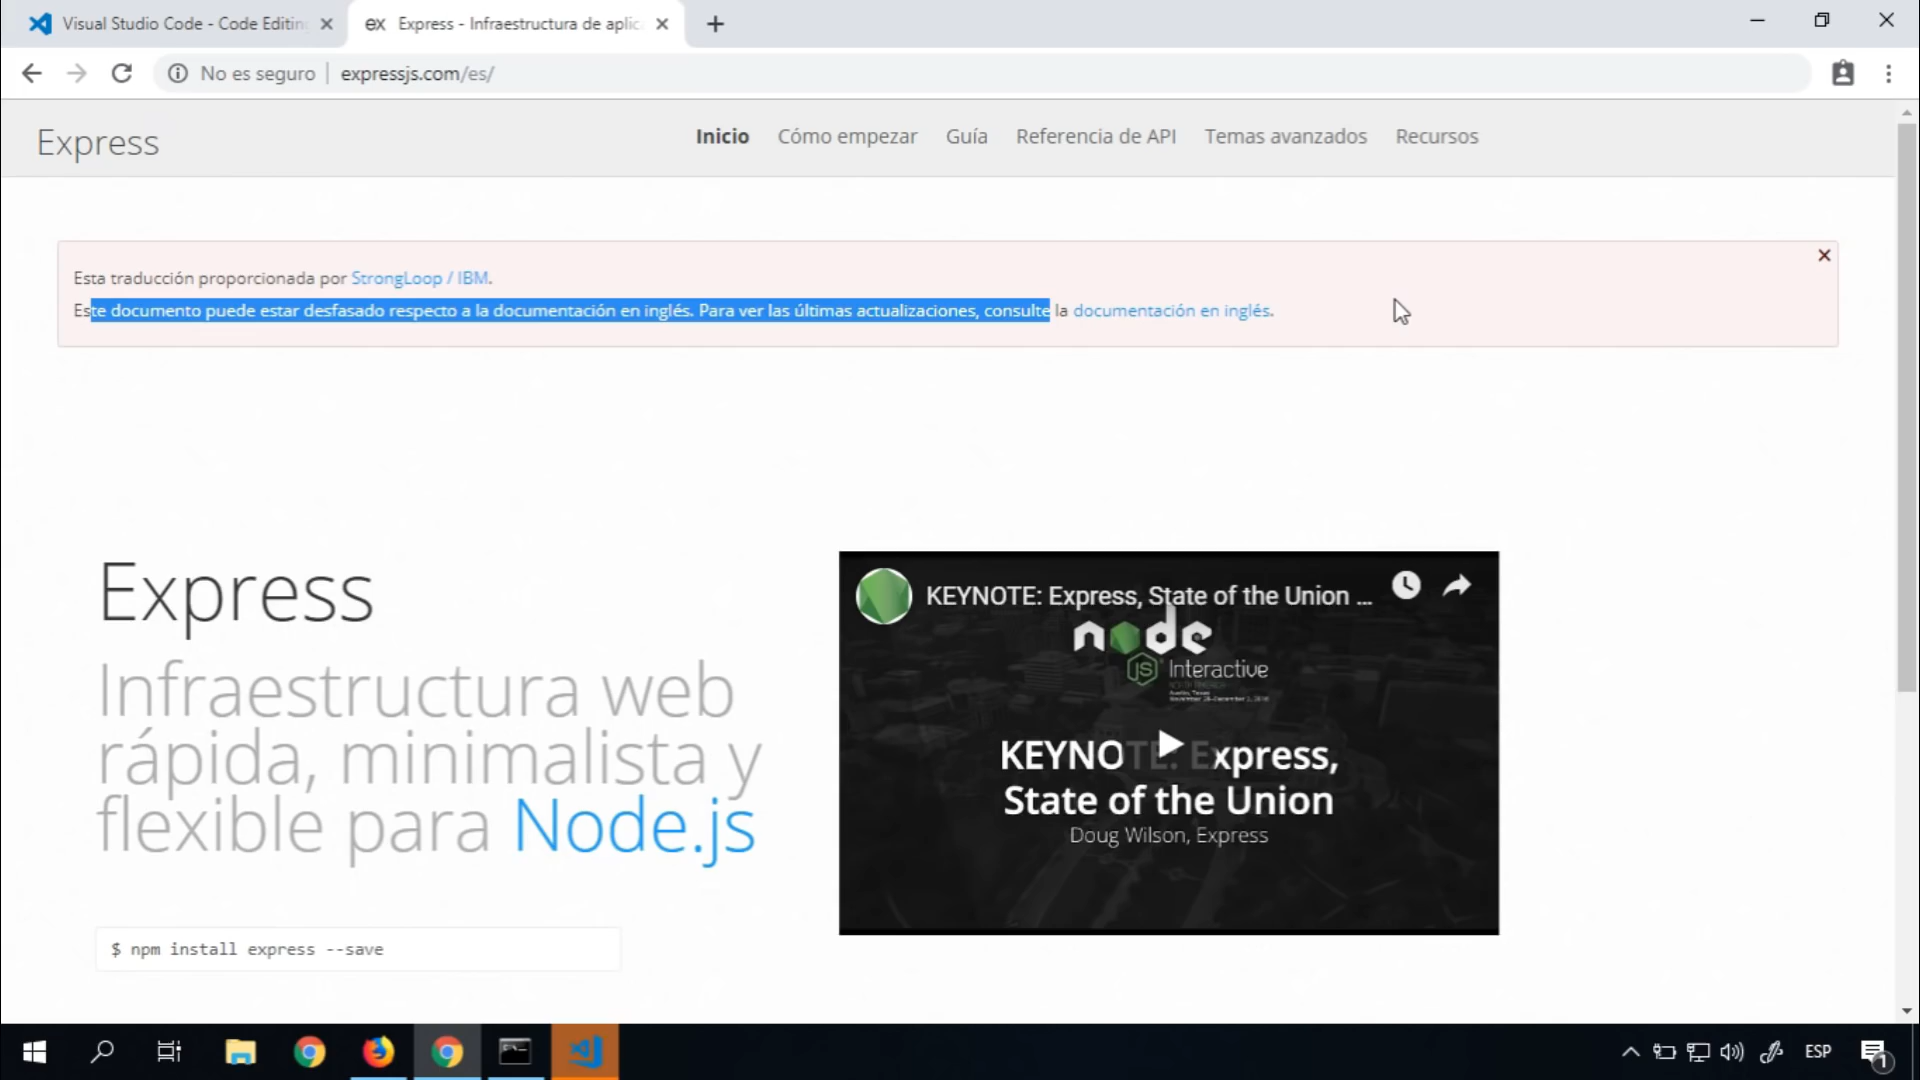 Visual Studio Code - Code Editin
ex Express - Infraestructura de aplic
No es seguro | expressjs.com/es/
Express
Inicio
Cómo empezar
Guía
Referencia de API
Temas avanzados
Recursos
Esta traducción proporcionada por StrongLoop / IBM.
Este documento puede estar desfasado respecto a la documentación en inglés. Para ver las últimas actualizaciones, consulte la documentación en inglés.
Express
Infraestructura web
rápida, minimalista y
flexible para Node.js
$ npm install express --save
KEYNOTE: Express, State of the Union ...
node
JS Interactive
KEYNOTE: Express,
State of the Union
Doug Wilson, Express
ESP
1